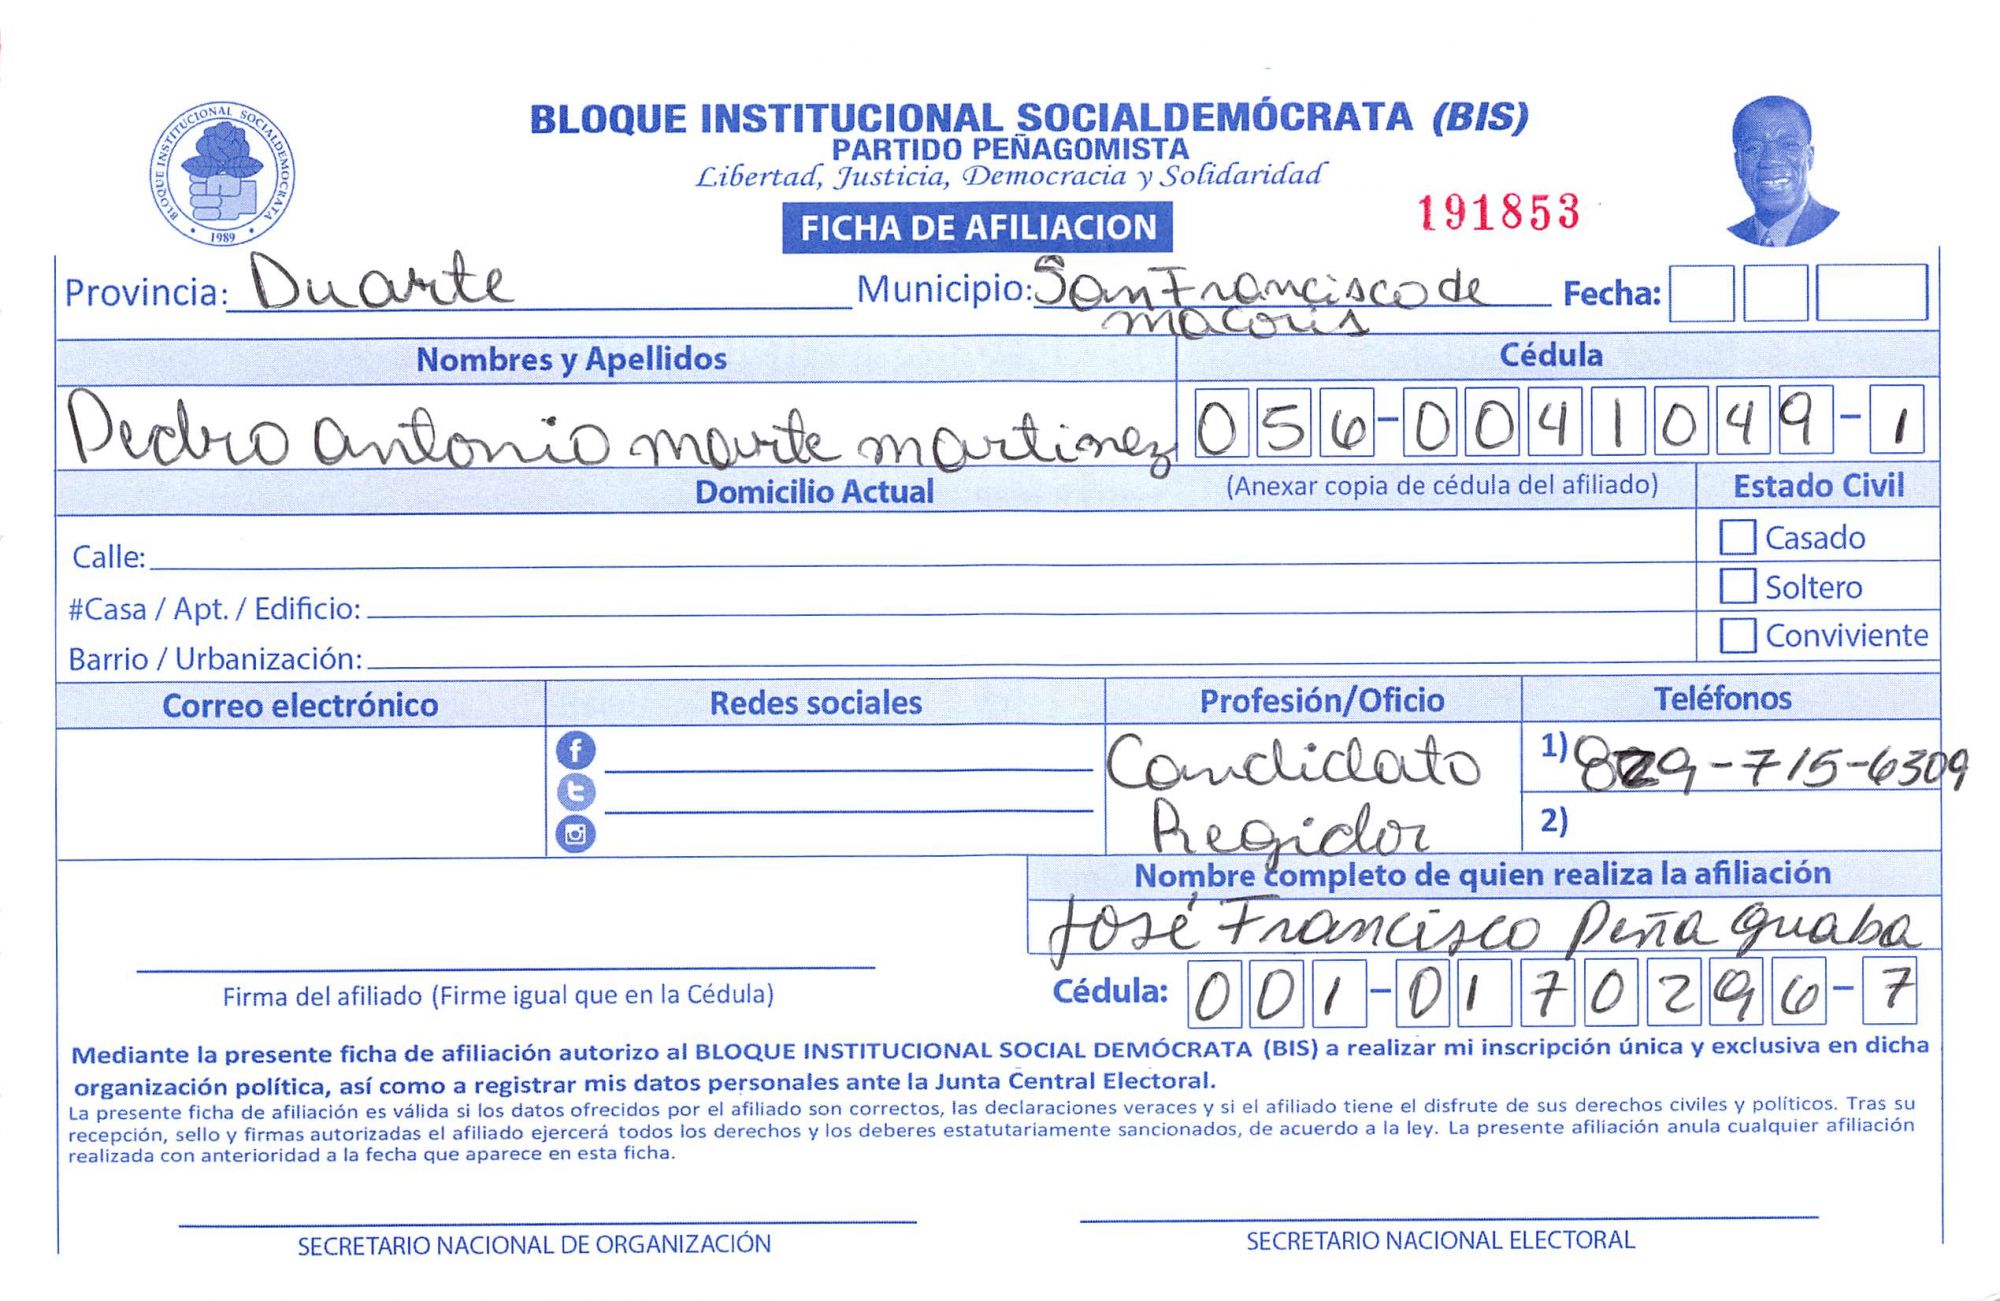 BLOQUE INSTITUCIONAL SOCIALDEMOCRATA
1989
BLOQUE INSTITUCIONAL SOCIALDEMÓCRATA (BIS)
PARTIDO PEÑAGOMISTA
Libertad, Justicia, Democracia y Solidaridad
FICHA DE AFILIACION
191853
Provincia: Duarte Municipio: San Francisco de macoris Fecha:
Nombres y Apellidos Cédula
Pedro antonio marte martinez 056-0041049-1
Domicilio Actual (Anexar copia de cédula del afiliado) Estado Civil
Calle: Casado
#Casa / Apt. / Edificio: Soltero
Barrio / Urbanización: Conviviente
Correo electrónico Redes sociales Profesión/Oficio Teléfonos
Candidato 1) 829-715-6309
Regidor 2)
Nombre completo de quien realiza la afiliación
José Francisco Peña guaba
Firma del afiliado (Firme igual que en la Cédula) Cédula: 001-0170296-7
Mediante la presente ficha de afiliación autorizo al BLOQUE INSTITUCIONAL SOCIAL DEMÓCRATA (BIS) a realizar mi inscripción única y exclusiva en dicha
organización política, así como a registrar mis datos personales ante la Junta Central Electoral.
La presente ficha de afiliación es válida si los datos ofrecidos por el afiliado son correctos, las declaraciones veraces y si el afiliado tiene el disfrute de sus derechos civiles y políticos. Tras su
recepción, sello y firmas autorizadas el afiliado ejercerá todos los derechos y los deberes estatutariamente sancionados, de acuerdo a la ley. La presente afiliación anula cualquier afiliación
realizada con anterioridad a la fecha que aparece en esta ficha.
SECRETARIO NACIONAL DE ORGANIZACIÓN SECRETARIO NACIONAL ELECTORAL